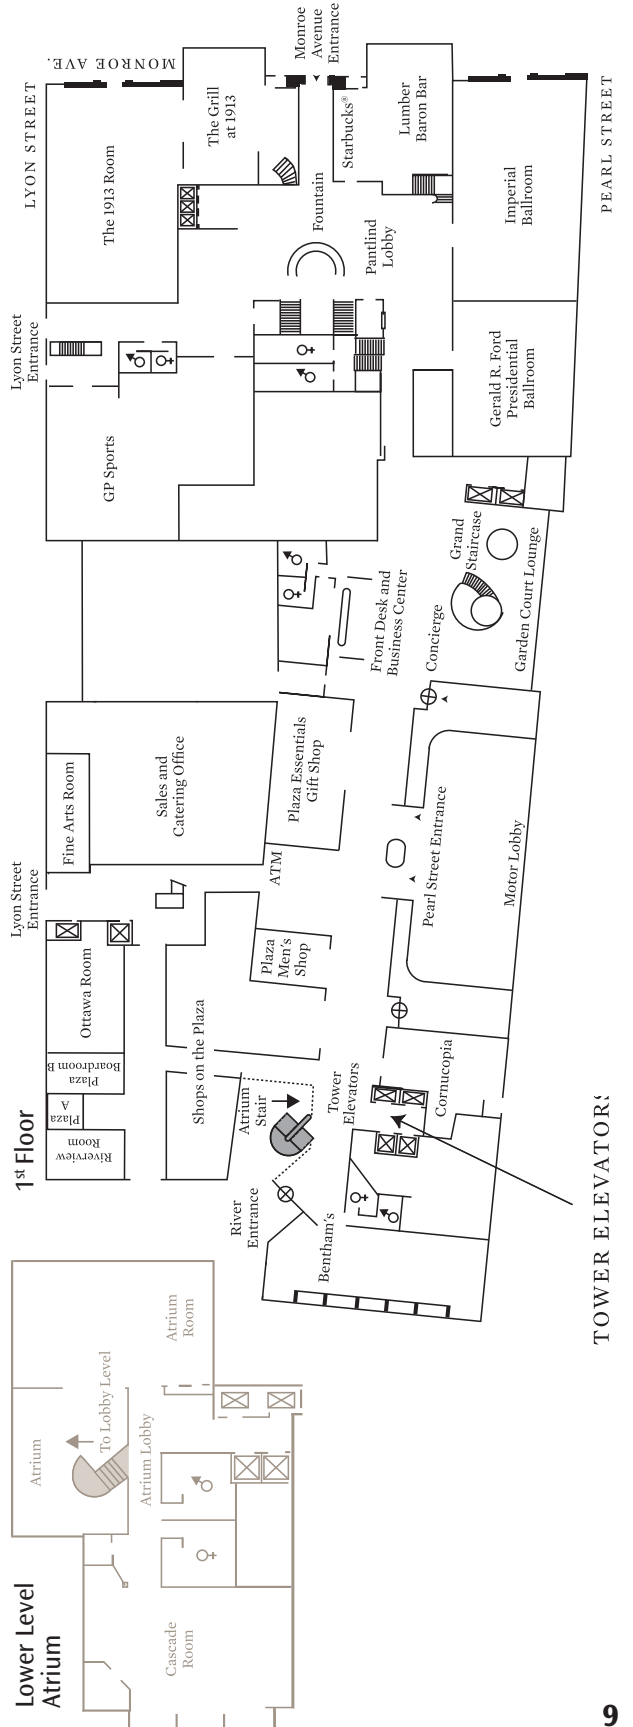 MONROE AVE.
LYON STREET
PEARL STREET
Monroe
Avenue
Entrance
The Grill
at 1913
Starbucks®
Lumber
Baron Bar
The 1913 Room
Fountain
Pantlind
Lobby
Imperial
Ballroom
Lyon Street
Entrance
GP Sports
Gerald R. Ford
Presidential
Ballroom
Grand
Staircase
Garden Court Lounge
Front Desk and
Business Center
Concierge
Fine Arts Room
Sales and
Catering Office
Plaza Essentials
Gift Shop
ATM
Pearl Street Entrance
Motor Lobby
Lyon Street
Entrance
Ottawa Room
Plaza
Men's
Shop
Shops on the Plaza
Plaza
Boardroom B
Plaza
A
Riverview
Room
1st Floor
Atrium
Stair
Tower
Elevators
Cornucopia
River
Entrance
Bentham's
TOWER ELEVATORS
Atrium
Room
Atrium
To Lobby Level
Atrium Lobby
Cascade
Room
Lower Level
Atrium
9